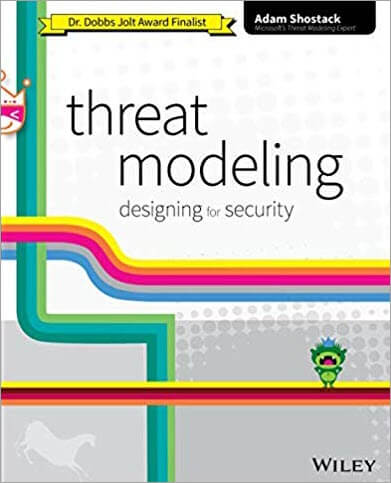 Dr. Dobbs Jolt Award Finalist
Adam Shostack
Microsoft's Threat Modeling Expert
threat
modeling
designing for security
WILEY